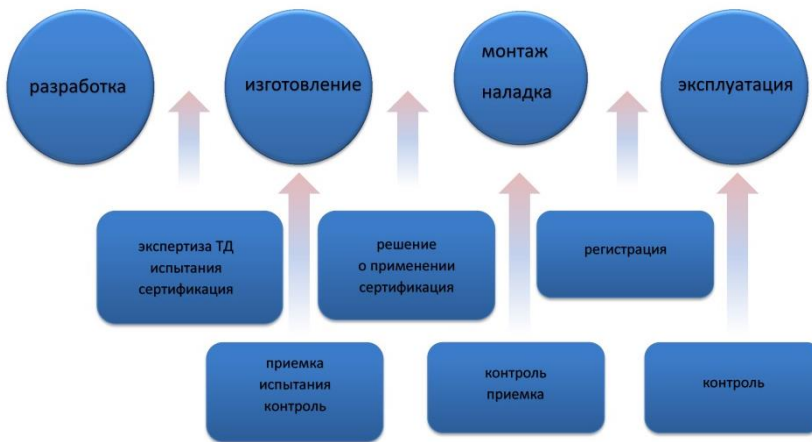 разработка
изготовление
монтаж
наладка
эксплуатация
экспертиза ТД
испытания
сертификация
решение
о применении
сертификация
регистрация
приемка
испытания
контроль
контроль
приемка
контроль